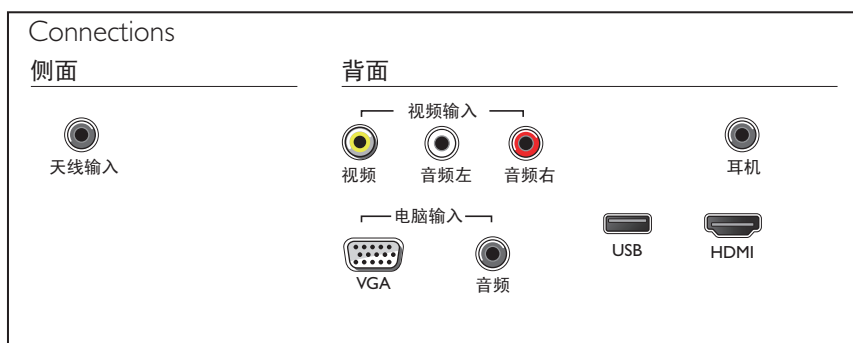 Connections
侧面
背面
天线输入
视频输入
视频
音频左
音频右
耳机
电脑输入
VGA
音频
USB
HDMI